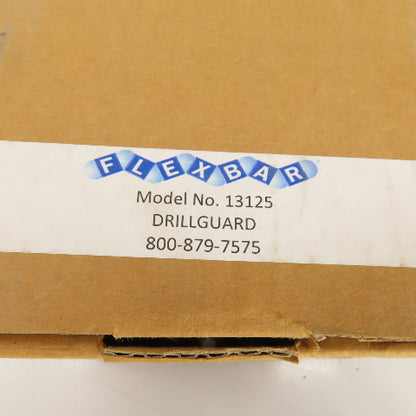 FLEXBAR
Model No. 13125
DRILLGUARD
800-879-7575